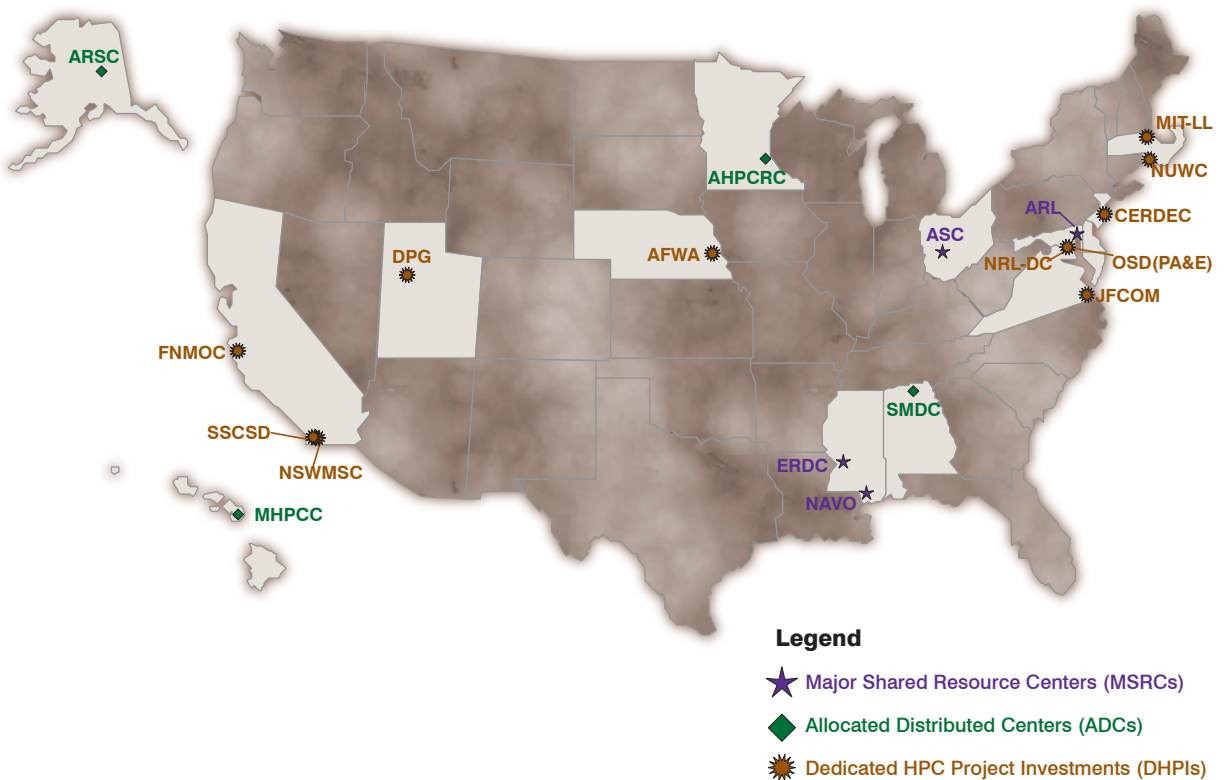 ARSC
MIT-LL
AHPCRC
NUWC
ARL
CERDEC
ASC
DPG
AFWA
NRL-DC
OSD(PA&E)
JFCOM
FNMOC
SMDC
SSCSD
ERDC
NSWMSC
NAVO
MHPCC
Legend
Major Shared Resource Centers (MSRCs)
Allocated Distributed Centers (ADCs)
Dedicated HPC Project Investments (DHPIs)